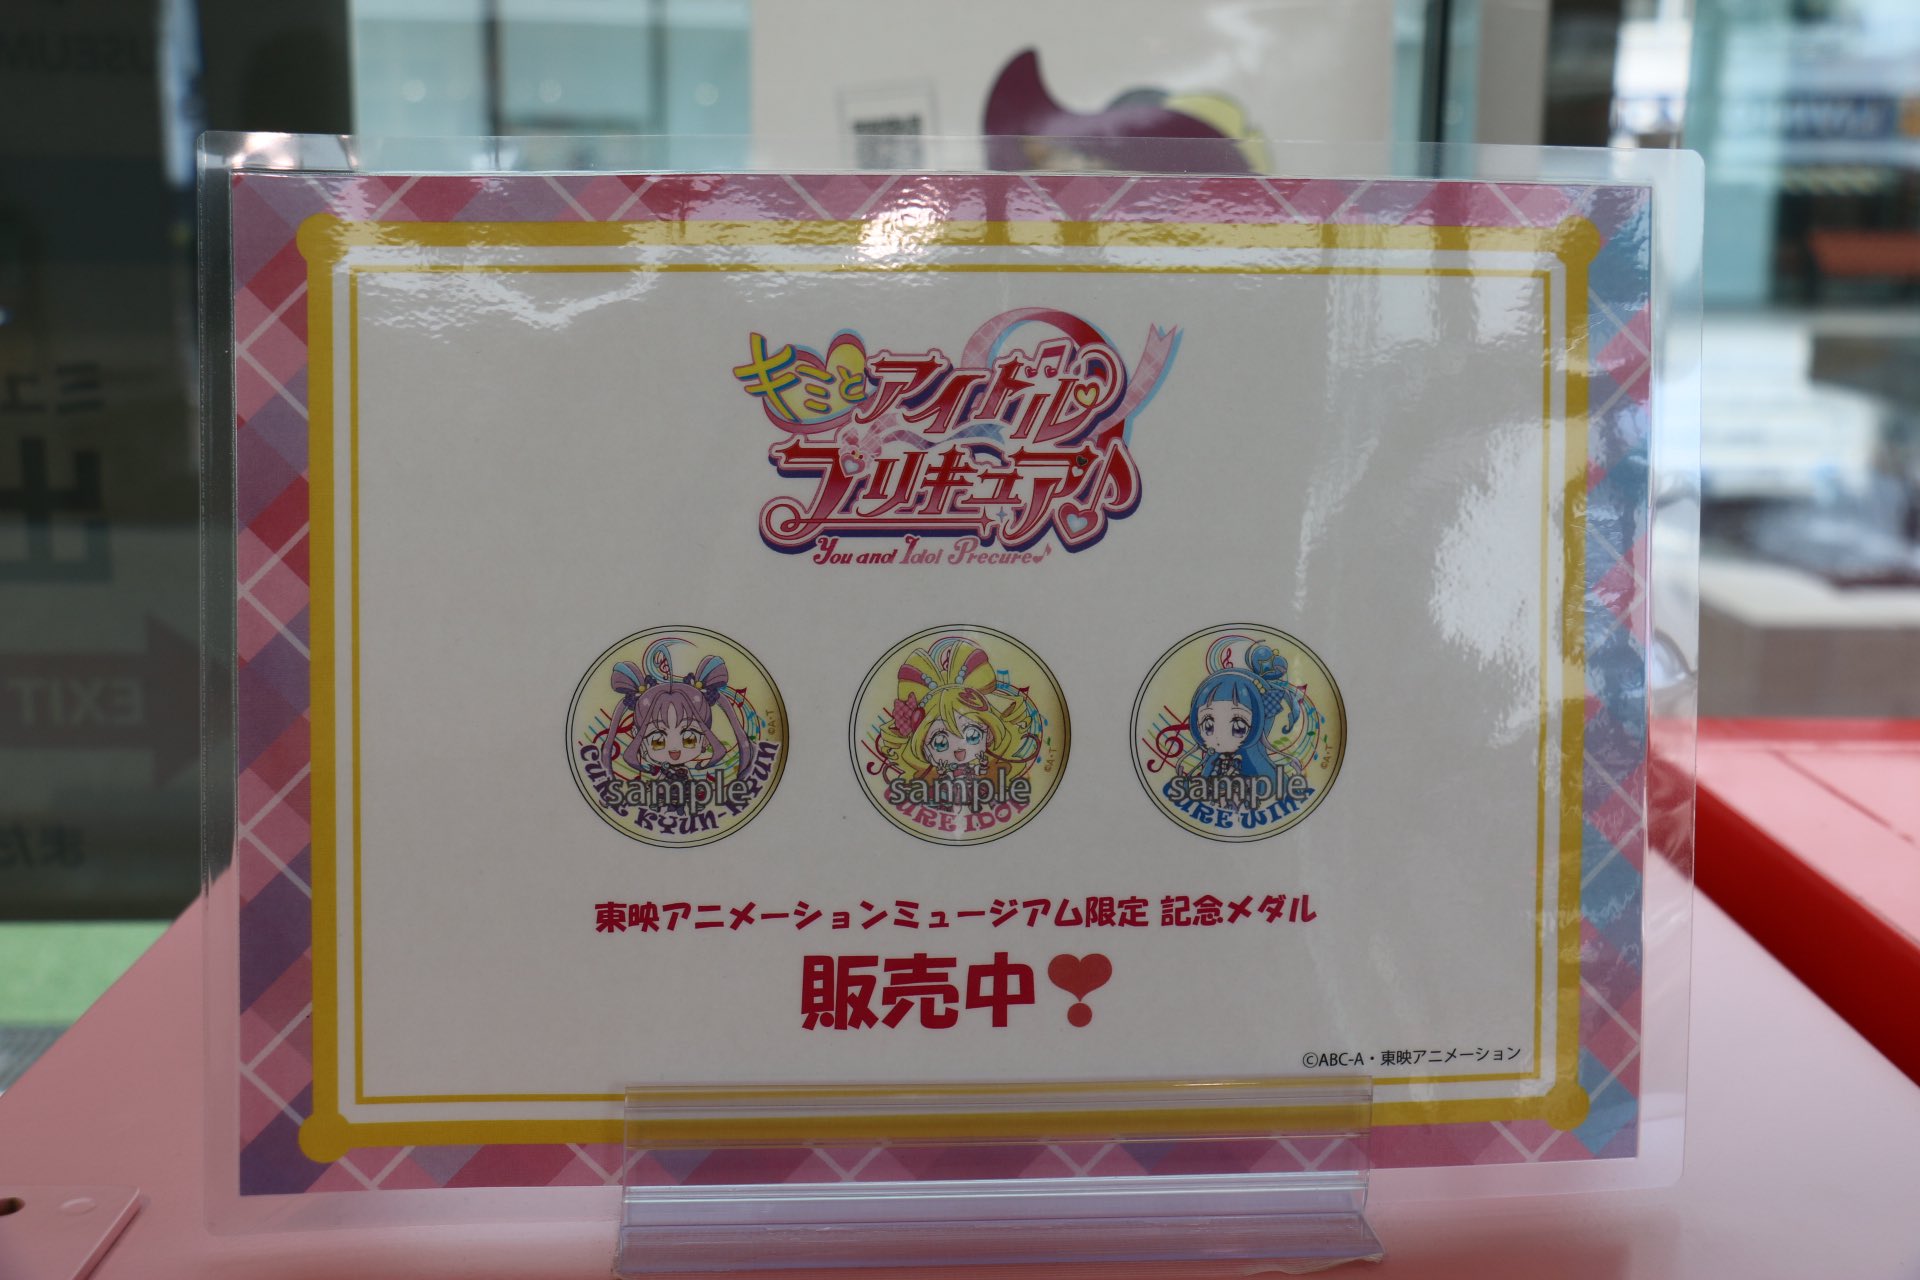 キミとアイドル
プリキュア♪
You and Idol Precure♪
CURE KYUN-KYUN
sample
©A・T
CURE IDOL
sample
©A・T
CURE WINK
sample
©A・T
東映アニメーションミュージアム限定 記念メダル
販売中❣
©ABC-A・東映アニメーション
EXIT